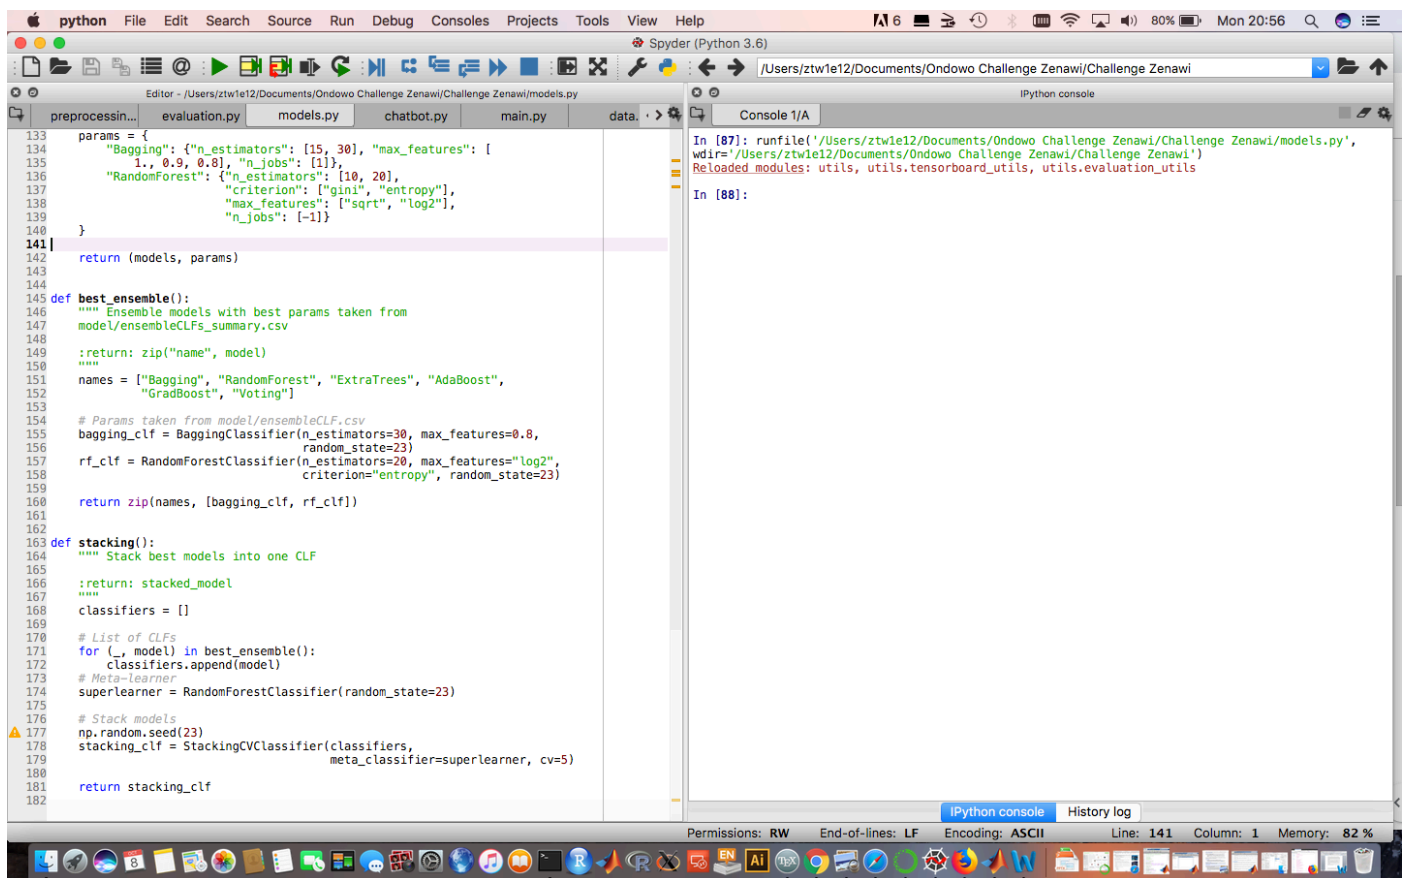 python File Edit Search Source Run Debug Consoles Projects Tools View Help 6 80% Mon 20:56
Spyder (Python 3.6)
/Users/ztw1e12/Documents/Ondowo Challenge Zenawi/Challenge Zenawi
Editor - /Users/ztw1e12/Documents/Ondowo Challenge Zenawi/Challenge Zenawi/models.py
preprocessin... evaluation.py models.py chatbot.py main.py data.
133 params = {
134 "Bagging": {"n_estimators": [15, 30], "max_features": [
135 1., 0.9, 0.8], "n_jobs": [1]},
136 "RandomForest": {"n_estimators": [10, 20],
137 "criterion": ["gini", "entropy"],
138 "max_features": ["sqrt", "log2"],
139 "n_jobs": [-1]}
140 }
141
142 return (models, params)
143
144
145 def best_ensemble():
146 """ Ensemble models with best params taken from
147 model/ensembleCLFs_summary.csv
148
149 :return: zip("name", model)
150 """
151 names = ["Bagging", "RandomForest", "ExtraTrees", "AdaBoost",
152 "GradBoost", "Voting"]
153
154 # Params taken from model/ensembleCLF.csv
155 bagging_clf = BaggingClassifier(n_estimators=30, max_features=0.8,
156 random_state=23)
157 rf_clf = RandomForestClassifier(n_estimators=20, max_features="log2",
158 criterion="entropy", random_state=23)
159
160 return zip(names, [bagging_clf, rf_clf])
161
162
163 def stacking():
164 """ Stack best models into one CLF
165
166 :return: stacked_model
167 """
168 classifiers = []
169
170 # List of CLFs
171 for (_, model) in best_ensemble():
172 classifiers.append(model)
173 # Meta-learner
174 superlearner = RandomForestClassifier(random_state=23)
175
176 # Stack models
177 np.random.seed(23)
178 stacking_clf = StackingCVClassifier(classifiers,
179 meta_classifier=superlearner, cv=5)
180
181 return stacking_clf
182
IPython console
Console 1/A
In [87]: runfile('/Users/ztw1e12/Documents/Ondowo Challenge Zenawi/Challenge Zenawi/models.py',
wdir='/Users/ztw1e12/Documents/Ondowo Challenge Zenawi/Challenge Zenawi')
Reloaded modules: utils, utils.tensorboard_utils, utils.evaluation_utils
In [88]:
IPython console History log
Permissions: RW End-of-lines: LF Encoding: ASCII Line: 141 Column: 1 Memory: 82 %
8 R R EN Ai TeX W